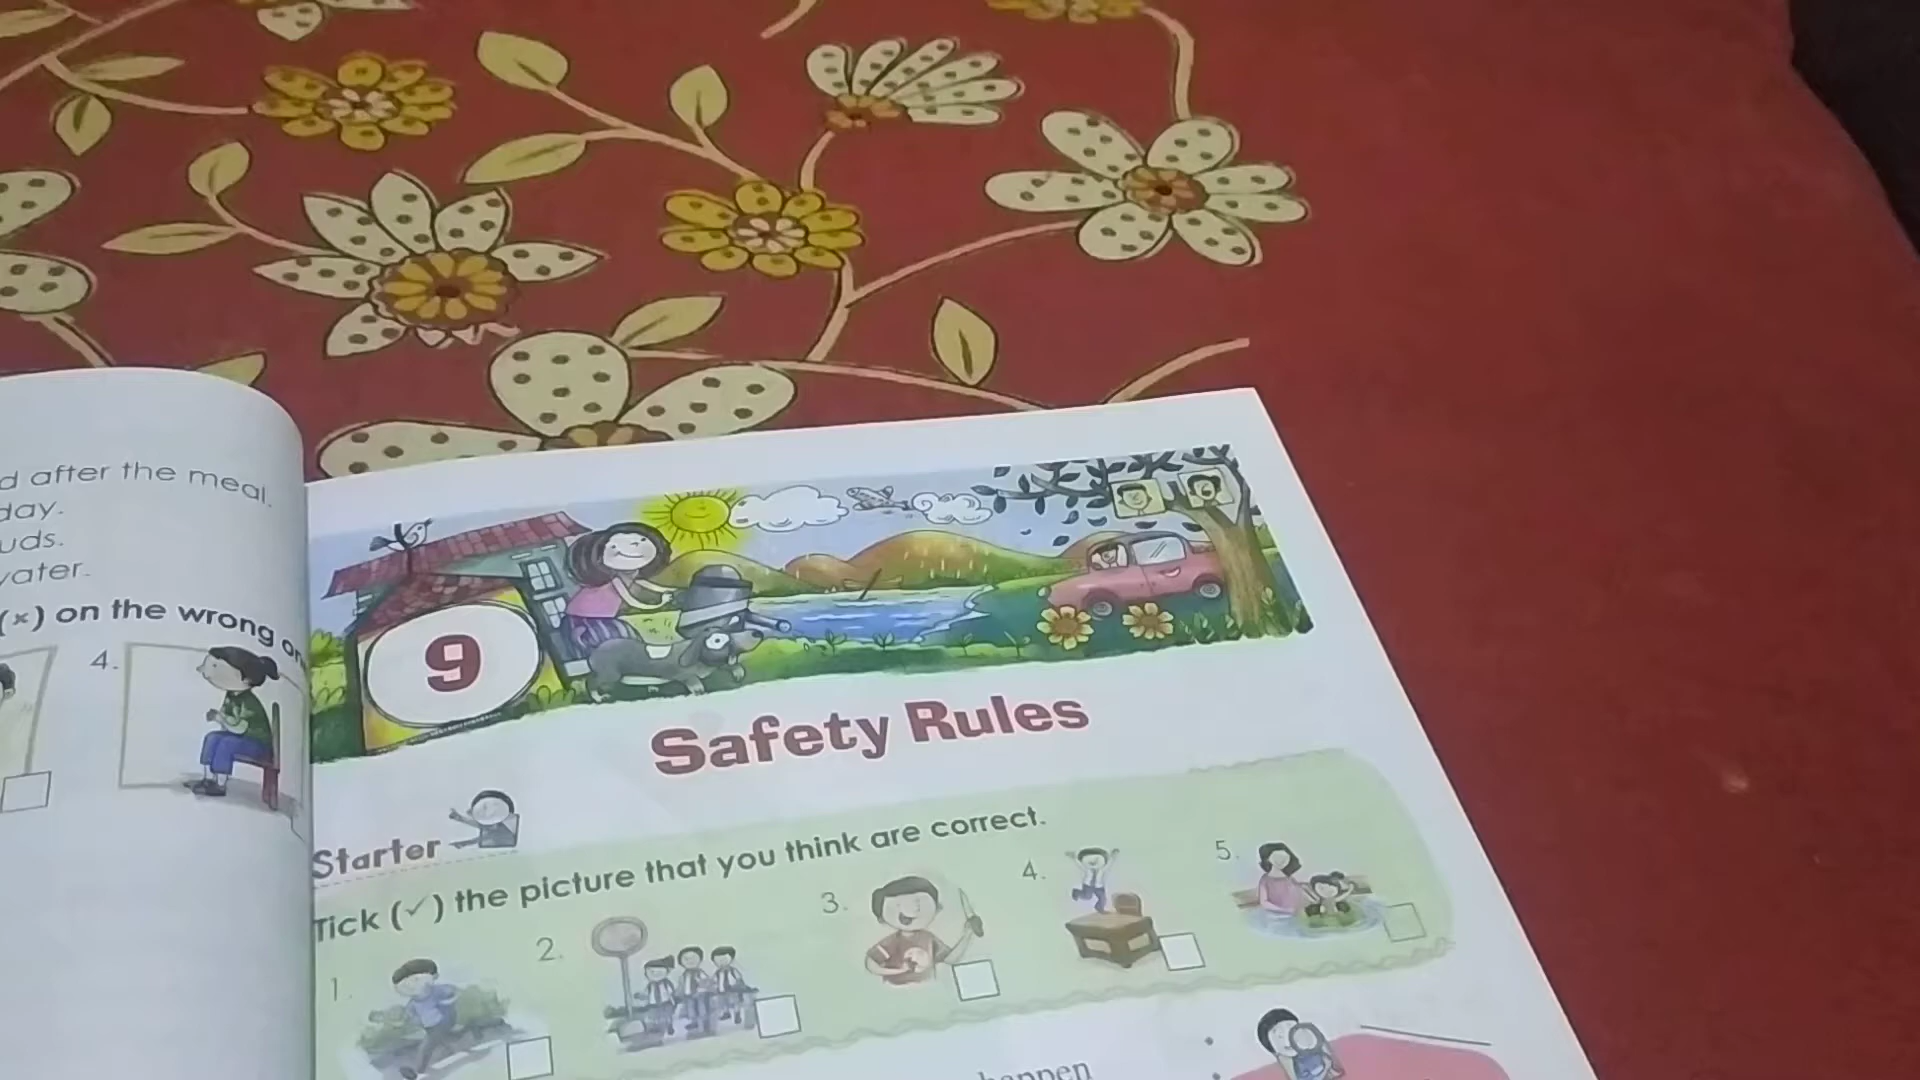 d after the meal.
day.
uds.
(×) on the wrong
4.
9
Safety Rules
Starter
Tick (✓) the picture that you think are correct.
1.
2.
3.
4.
5.
happen